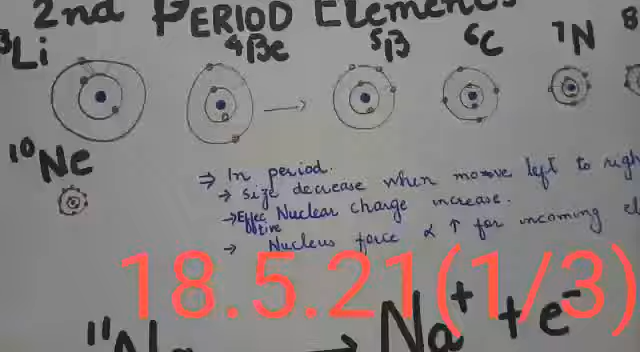 2nd PERIOD Elements
3Li 4Be 5B 6C 7N 8
10Ne
⇒ In period.
→ Size decrease when move left to righ
→ Effective Nuclear charge increase.
→ Nucleus force α ↑ for incoming el
18.5.21(1/3)
11Na → Na+ + e-